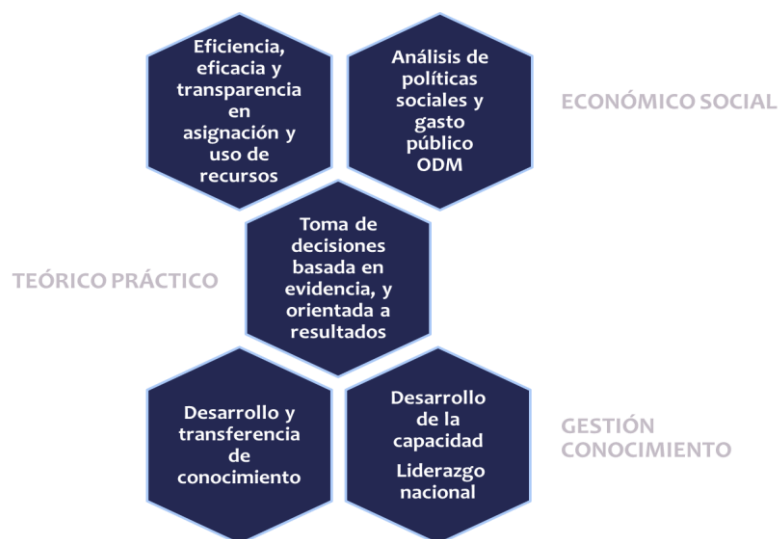 Eficiencia,
eficacia y
transparencia
en
asignación y
uso de
recursos
Análisis de
políticas
sociales y
gasto
público
ODM
ECONÓMICO SOCIAL
TEÓRICO PRÁCTICO
Toma de
decisiones
basada en
evidencia, y
orientada a
resultados
Desarrollo y
transferencia
de
conocimiento
Desarrollo
de la
capacidad
Liderazgo
nacional
GESTIÓN
CONOCIMIENTO